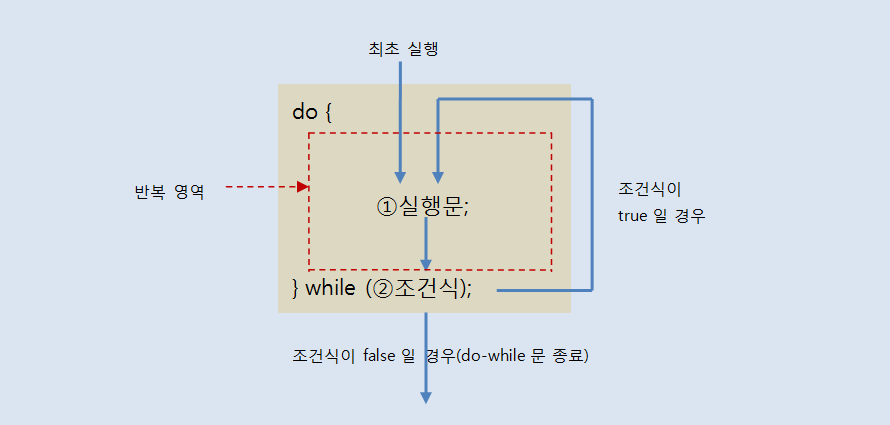 최초 실행
do {
반복 영역
①실행문;
조건식이
true 일 경우
} while (②조건식);
조건식이 false 일 경우(do-while 문 종료)